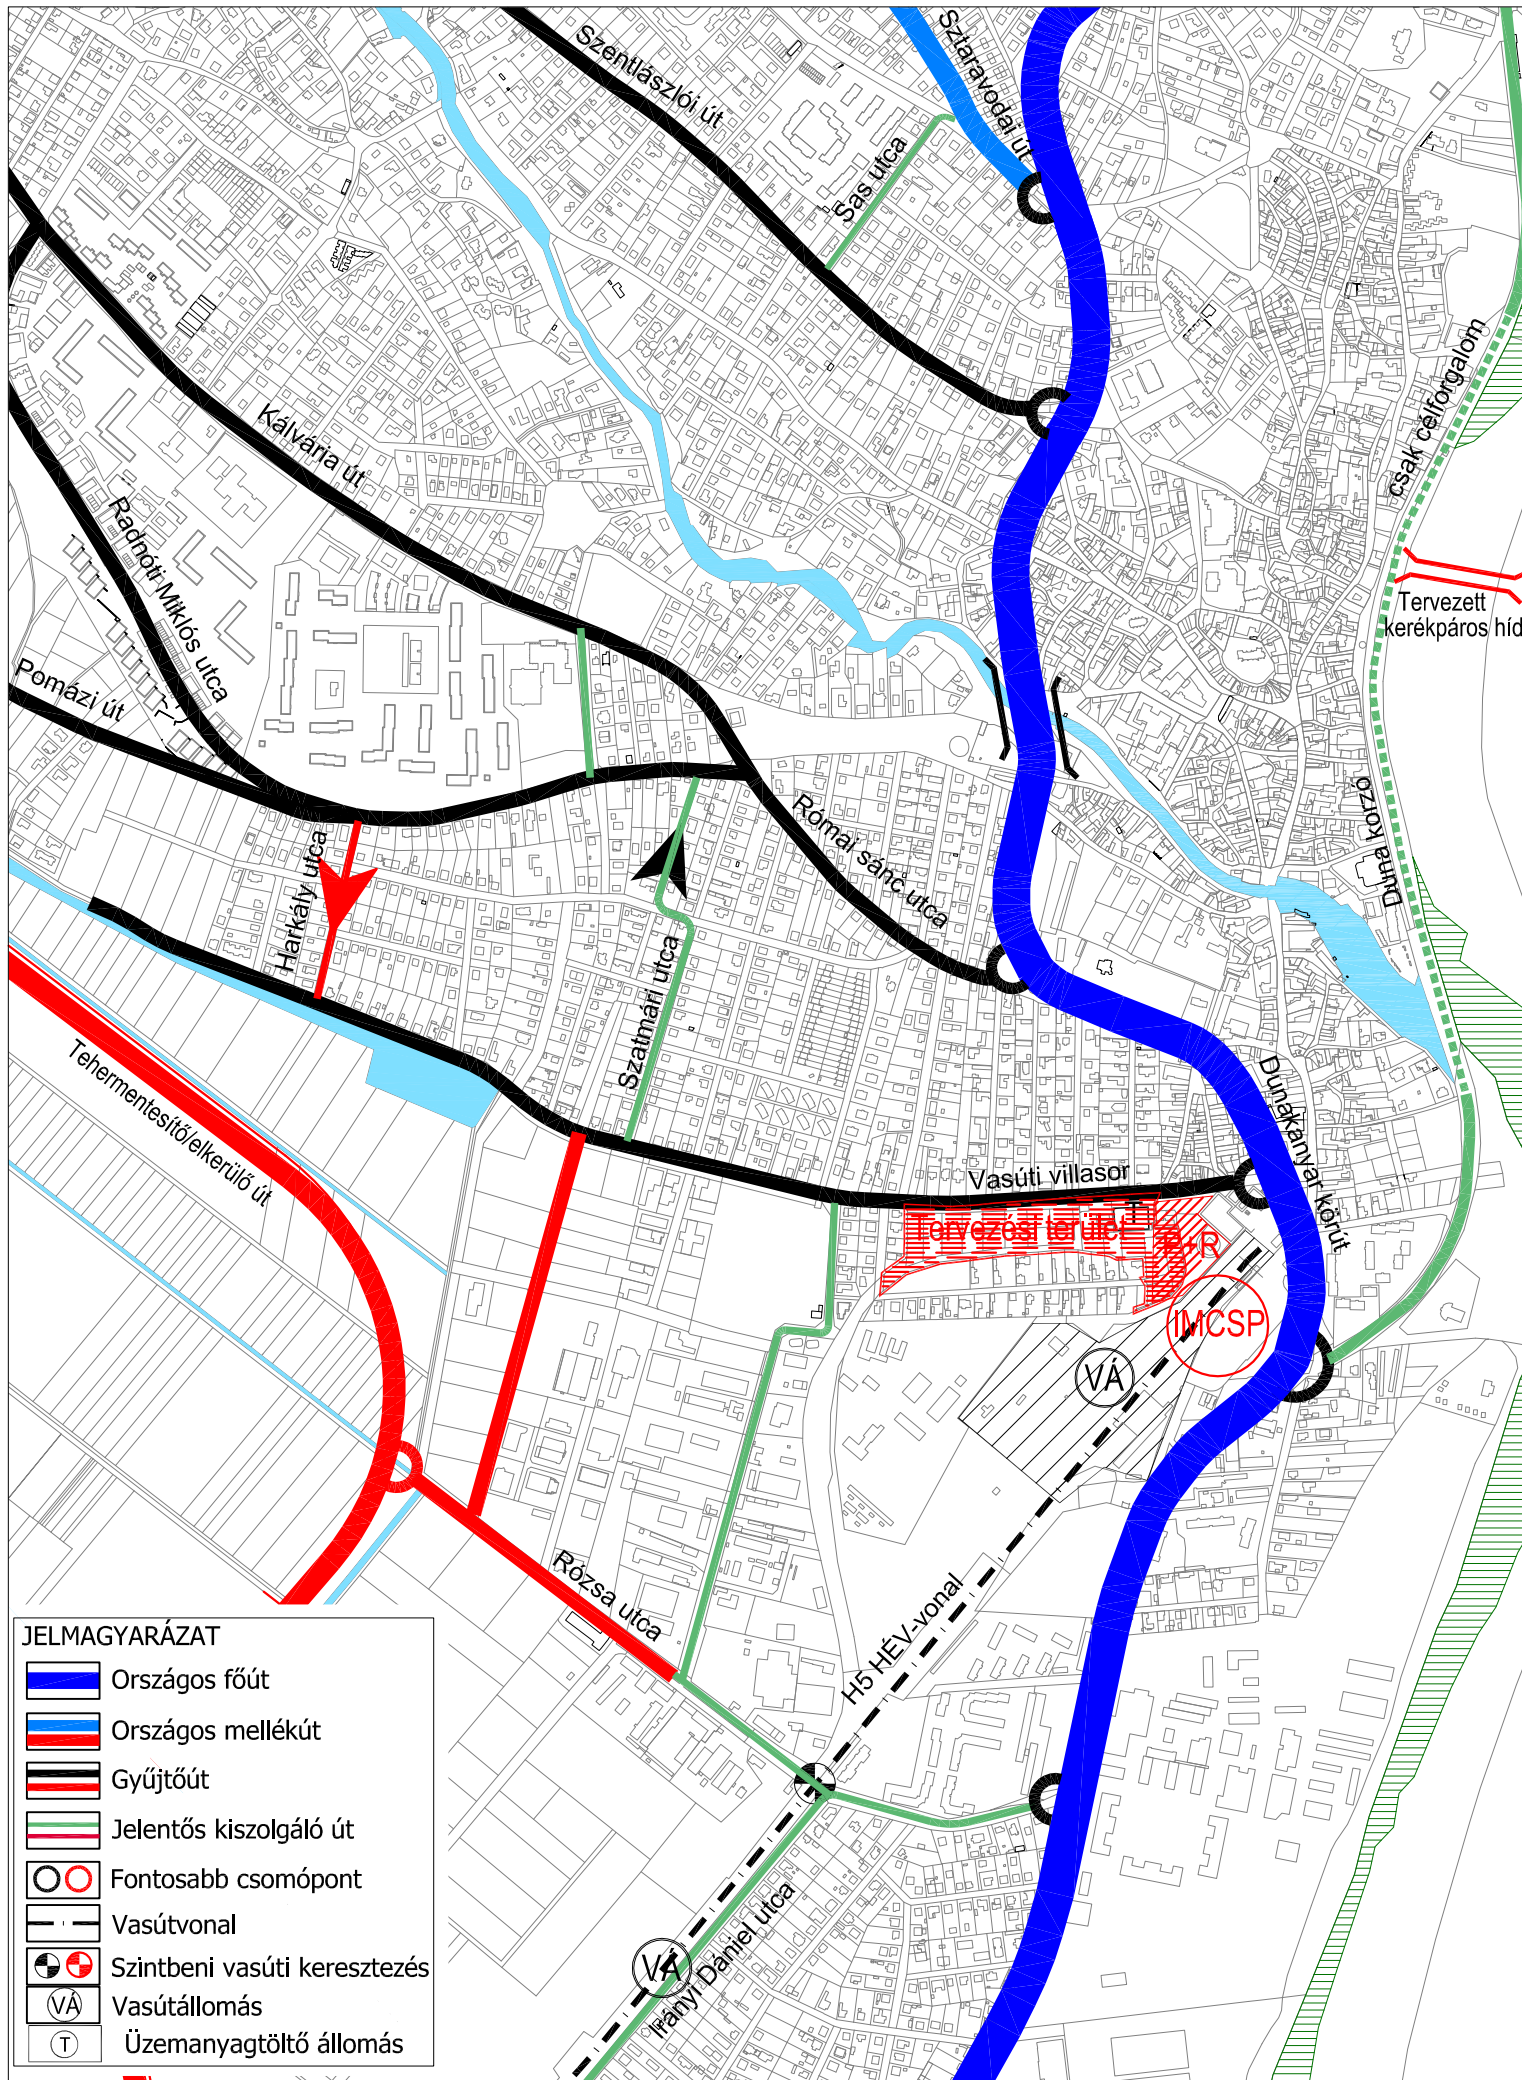 Szentlászlói út
Sztaravodai út
Sas utca
csak célforgalom
Kálvária út
Radnóti Miklós utca
Tervezett
kerékpáros híd
Pomázi út
Római sánc utca
Duna korzó
Harkály utca
Szatmári utca
Tehermentesítő/elkerülő út
Dunakanyar körút
Vasúti villasor
T
Tervezési terület
P+R
IMCSP
VÁ
Rózsa utca
H5 HÉV-vonal
VÁ
Irányi Dániel utca
JELMAGYARÁZAT
Országos főút
Országos mellékút
Gyűjtőút
Jelentős kiszolgáló út
Fontosabb csomópont
Vasútvonal
Szintbeni vasúti keresztezés
VÁ Vasútállomás
T Üzemanyagtöltő állomás